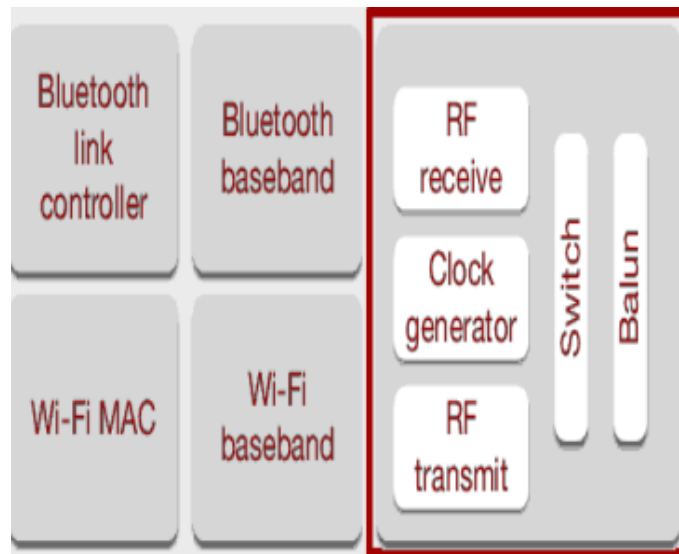 Bluetooth
link
controller
Bluetooth
baseband
Wi-Fi MAC
Wi-Fi
baseband
RF
receive
Clock
generator
RF
transmit
Switch
Balun